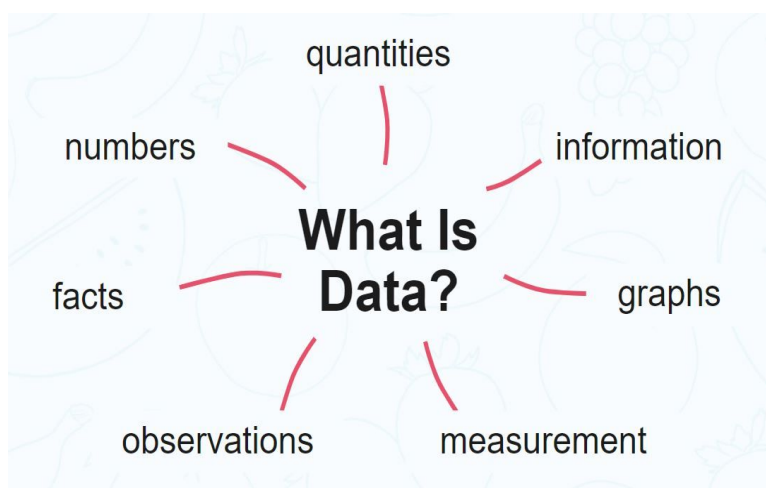 quantities
numbers
information
What Is
Data?
facts
graphs
observations
measurement